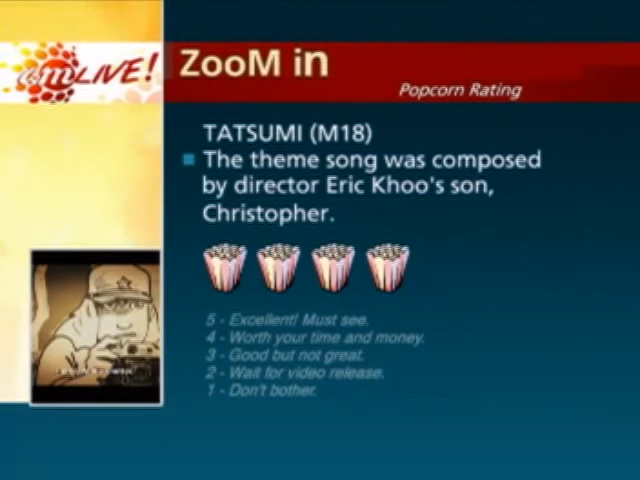 amLIVE!
ZooM in
Popcorn Rating
TATSUMI (M18)
The theme song was composed
by director Eric Khoo's son,
Christopher.
5 - Excellent! Must see.
4 - Worth your time and money.
3 - Good but not great.
2 - Wait for video release.
1 - Don't bother.